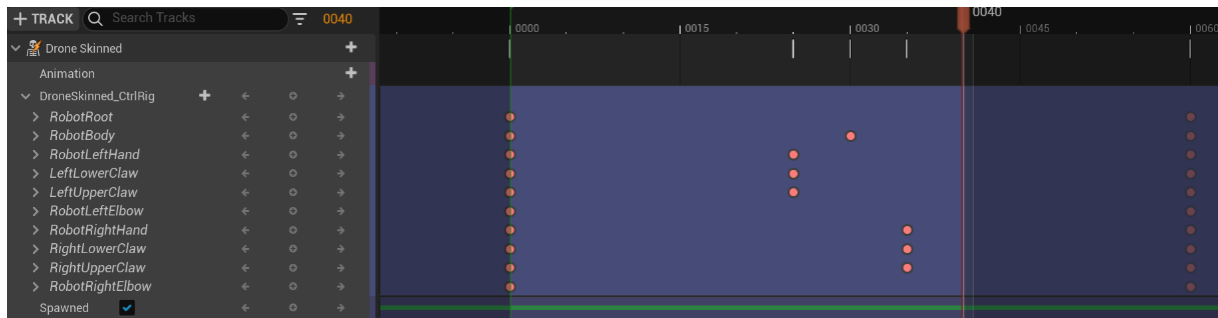 + TRACK Search Tracks 0040 0000 0015 0030 0040 0045 0060
Drone Skinned
Animation
DroneSkinned_CtrlRig
RobotRoot
RobotBody
RobotLeftHand
LeftLowerClaw
LeftUpperClaw
RobotLeftElbow
RobotRightHand
RightLowerClaw
RightUpperClaw
RobotRightElbow
Spawned